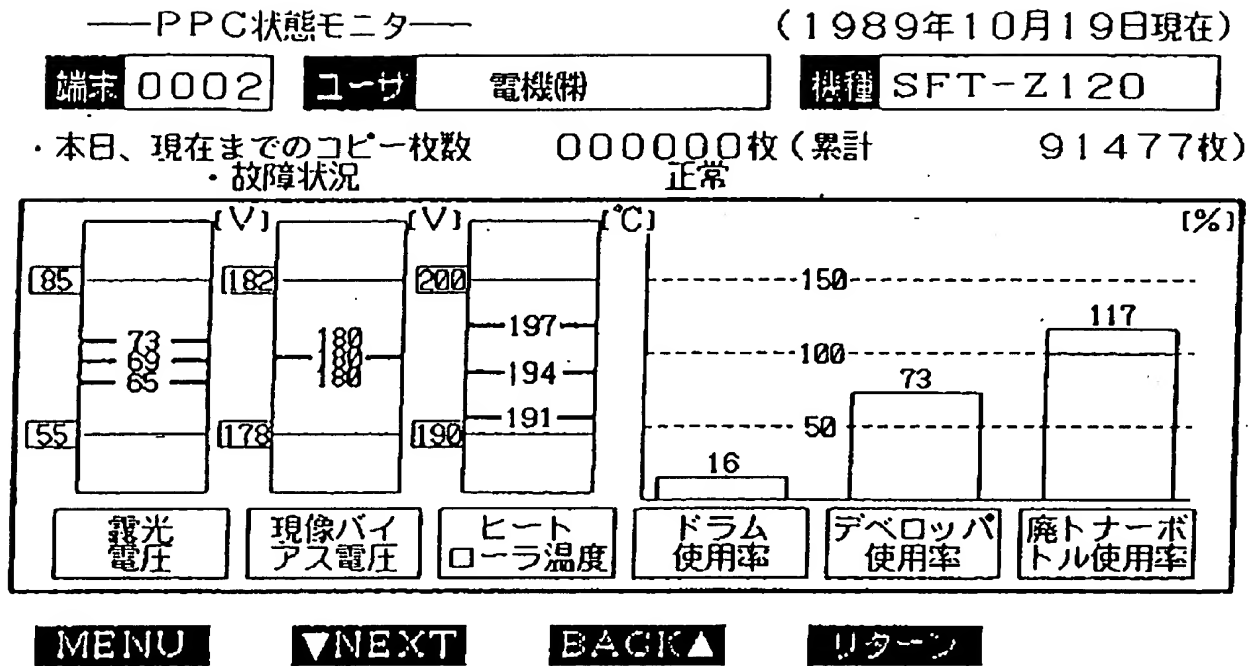 ——PPC状態モニタ——　(1989年10月19日現在)
端末 0002　ユーザ 電機㈱　機種 SFT-Z120
・本日、現在までのコピー枚数　000000枚(累計　91477枚)
・故障状況　正常
[V] [V] [℃] [%]
85 182 200 150
197 117
73 180
69 180 100
65 180 194 73
191
55 178 190 50
16
露光電圧
現像バイアス電圧
ヒートローラ温度
ドラム使用率
デベロッパ使用率
廃トナーボトル使用率
MENU ▼NEXT BACK▲ リターン